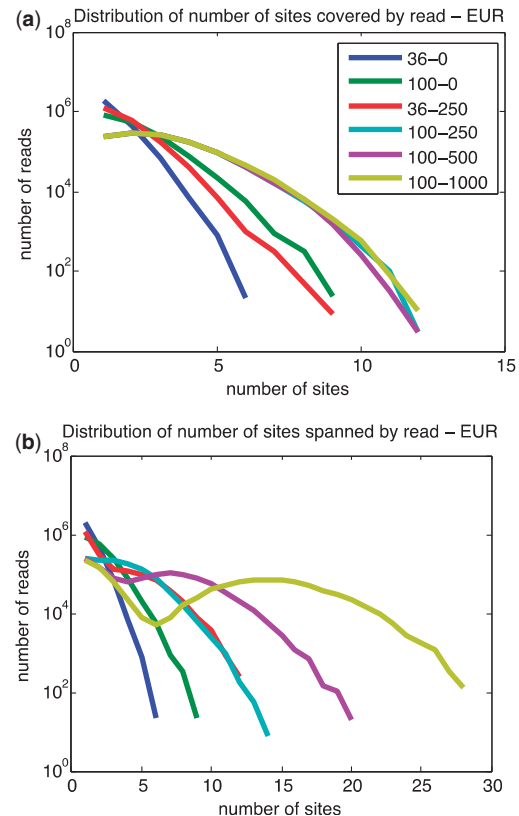 (a) Distribution of number of sites covered by read – EUR
10^8
10^6
10^4
10^2
10^0
number of reads
36–0
100–0
36–250
100–250
100–500
100–1000
0 5 10 15
number of sites
(b) Distribution of number of sites spanned by read – EUR
10^8
10^6
10^4
10^2
10^0
number of reads
0 5 10 15 20 25 30
number of sites